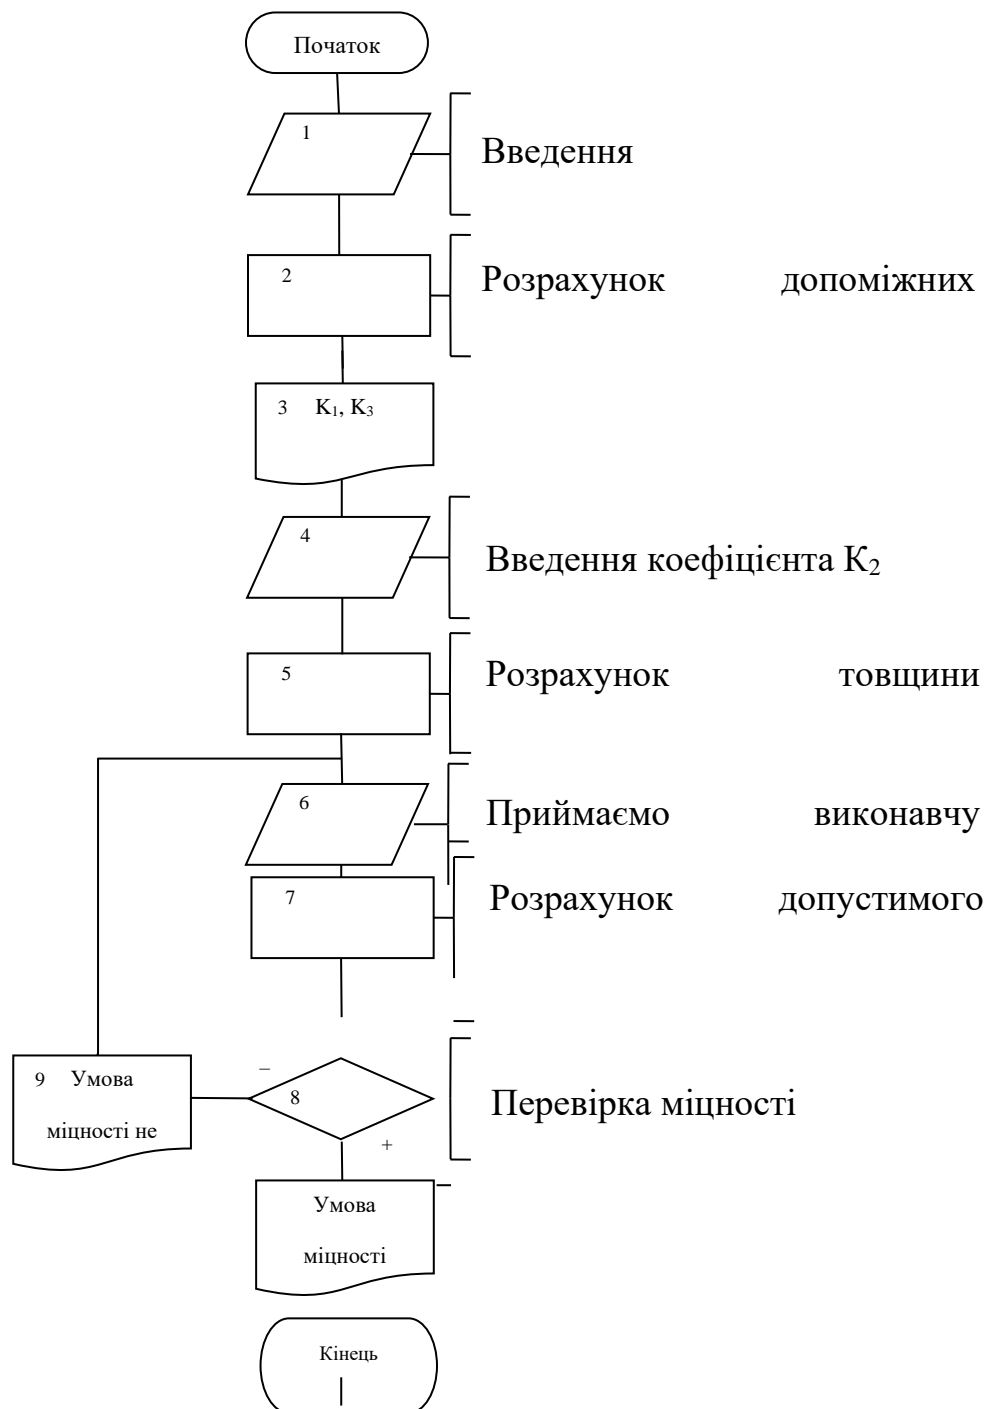 Початок
1
Введення
2
Розрахунок допоміжних
3 K₁, K₃
4
Введення коефіцієнта К₂
5
Розрахунок товщини
6
Приймаємо виконавчу
7
Розрахунок допустимого
–
8
Перевірка міцності
9 Умова
міцності не
+
Умова
міцності
Кінець